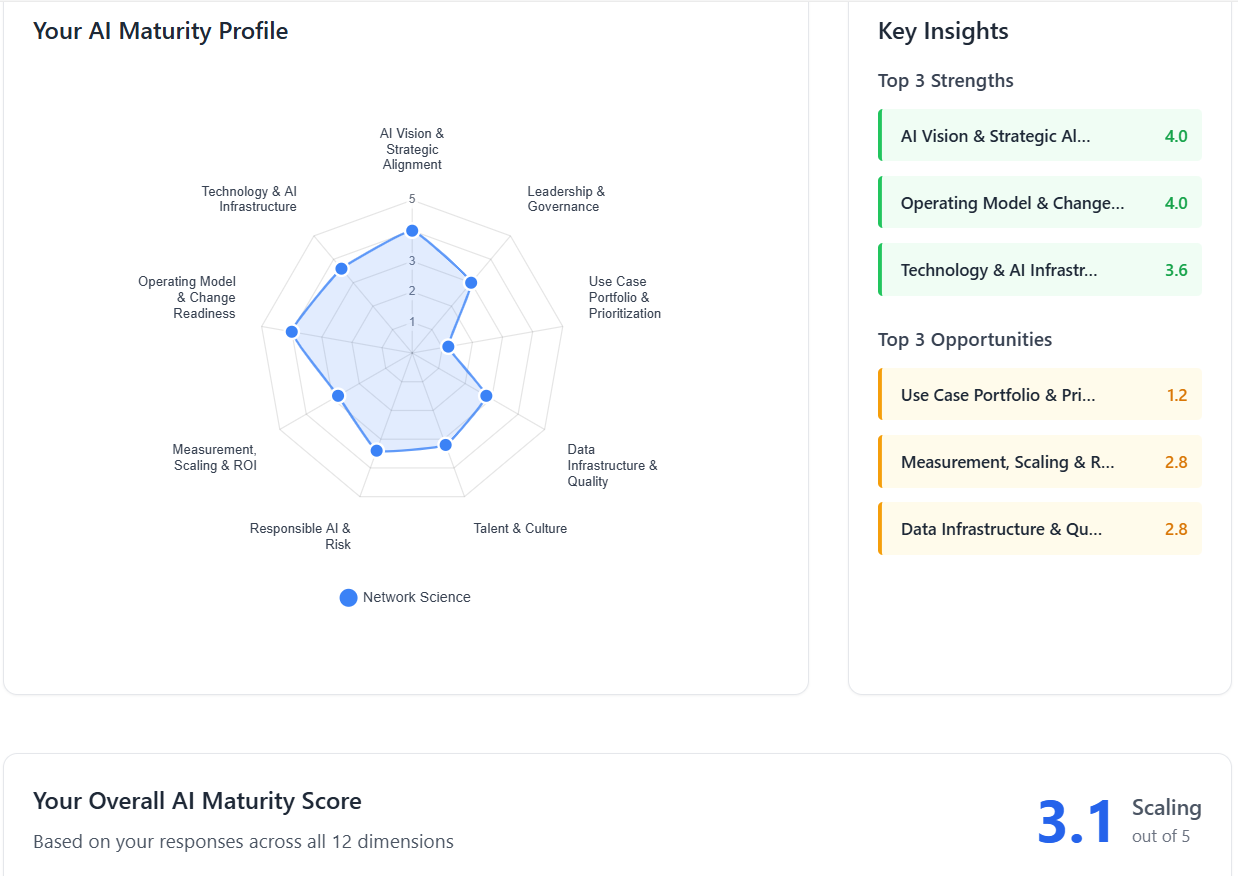 Your AI Maturity Profile
AI Vision &
Strategic
Alignment
Technology & AI
Infrastructure
Leadership &
Governance
5
3
2
1
Operating Model
& Change
Readiness
Use Case
Portfolio &
Prioritization
Measurement,
Scaling & ROI
Data
Infrastructure &
Quality
Responsible AI &
Risk
Talent & Culture
Network Science
Key Insights
Top 3 Strengths
AI Vision & Strategic Al... 4.0
Operating Model & Change... 4.0
Technology & AI Infrastr... 3.6
Top 3 Opportunities
Use Case Portfolio & Pri... 1.2
Measurement, Scaling & R... 2.8
Data Infrastructure & Qu... 2.8
Your Overall AI Maturity Score
Based on your responses across all 12 dimensions
3.1 Scaling
out of 5